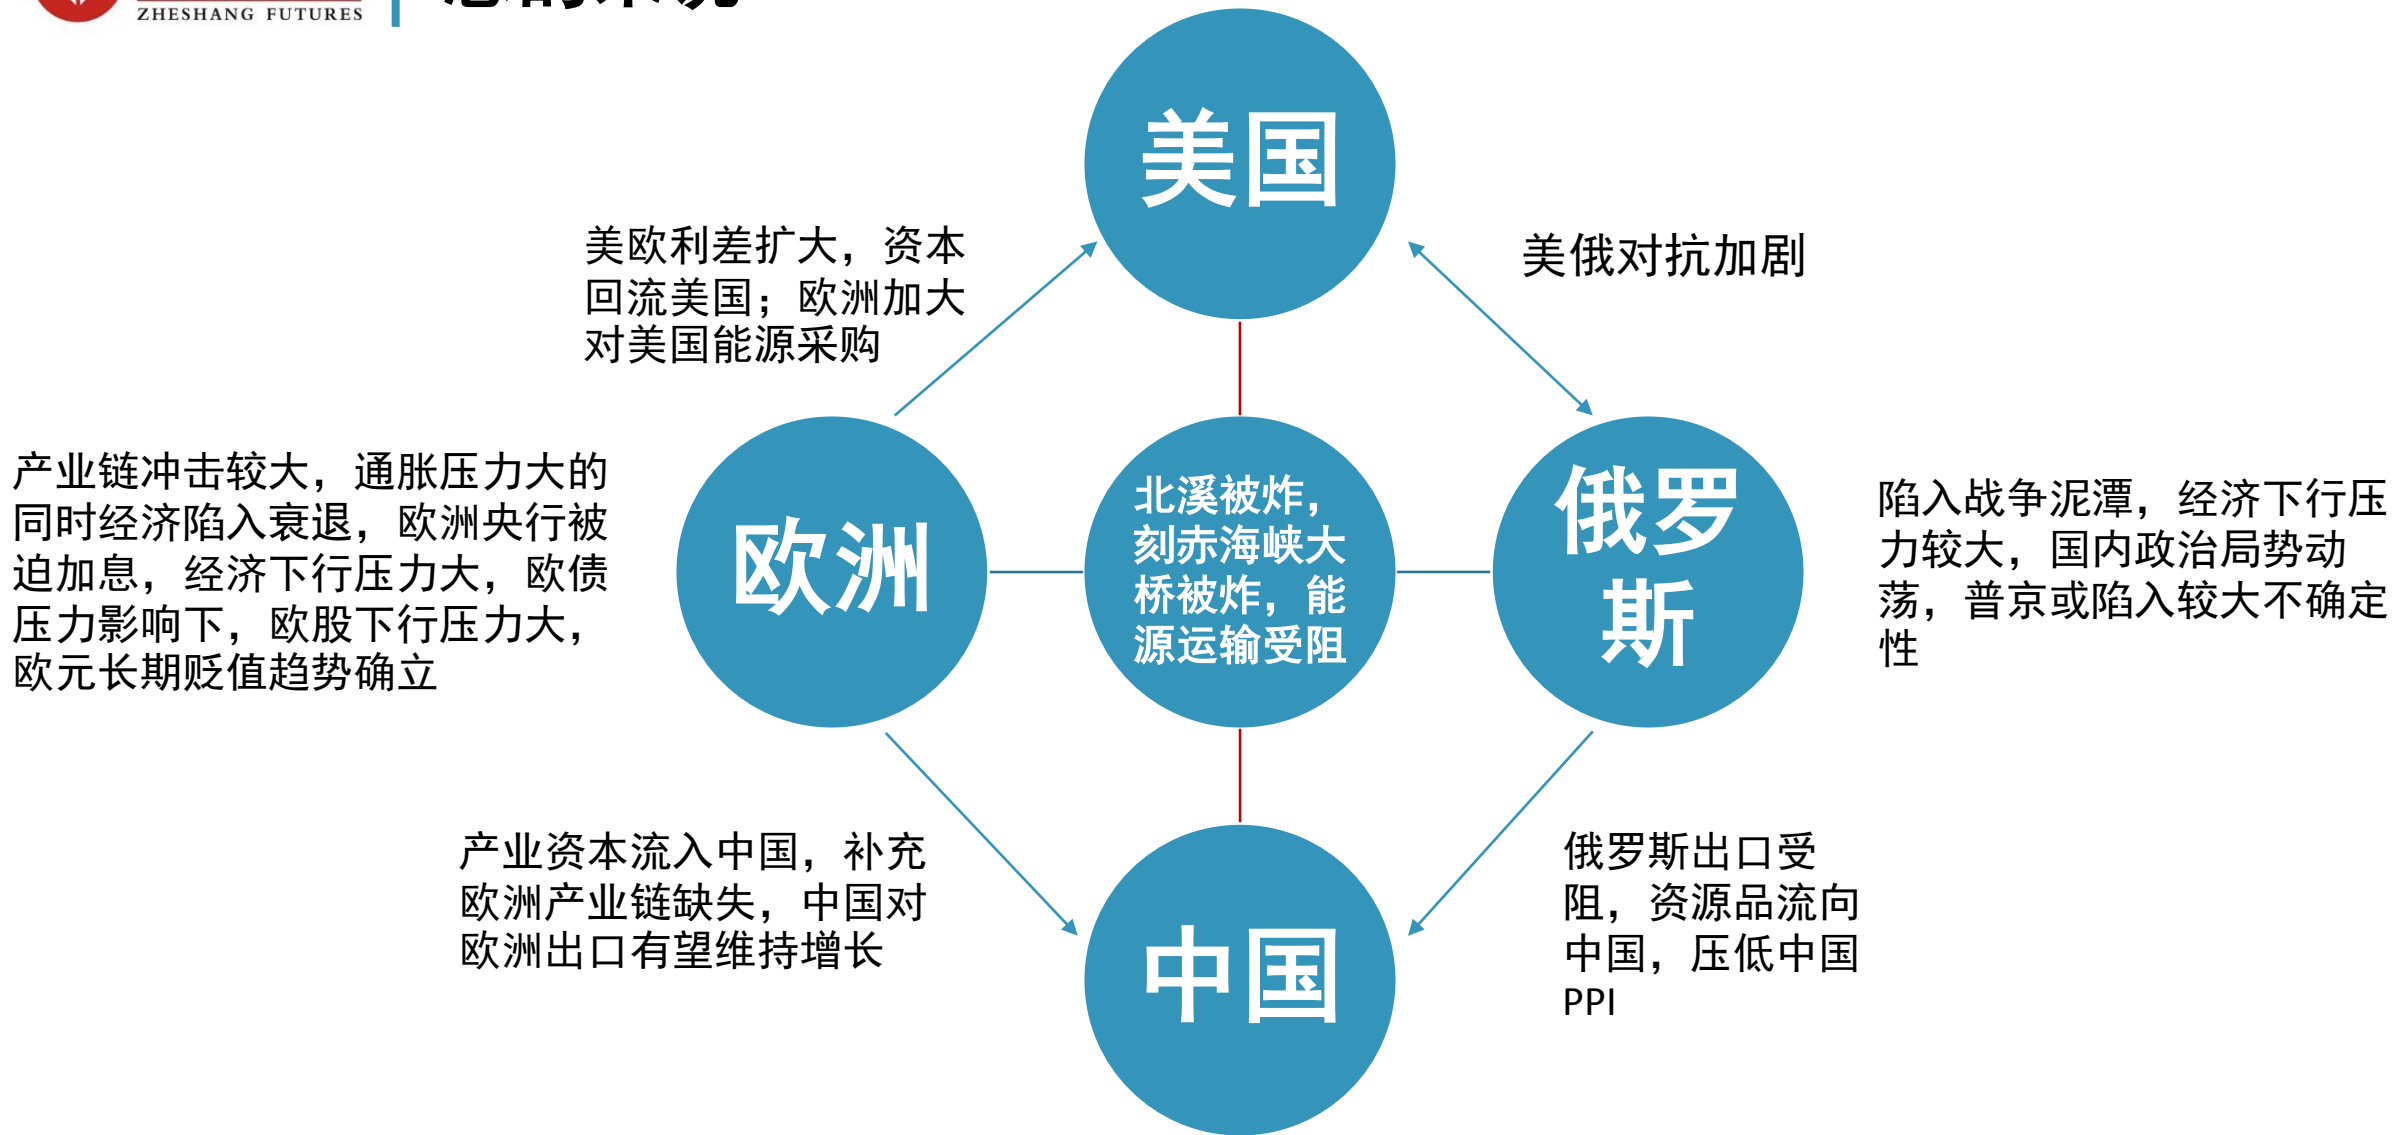 ZHESHANG FUTURES
美国
美欧利差扩大，资本
回流美国；欧洲加大
对美国能源采购
美俄对抗加剧
产业链冲击较大，通胀压力大的
同时经济陷入衰退，欧洲央行被
迫加息，经济下行压力大，欧债
压力影响下，欧股下行压力大，
欧元长期贬值趋势确立
欧洲
北溪被炸，
刻赤海峡大
桥被炸，能
源运输受阻
俄罗
斯
陷入战争泥潭，经济下行压
力较大，国内政治局势动
荡，普京或陷入较大不确定
性
产业资本流入中国，补充
欧洲产业链缺失，中国对
欧洲出口有望维持增长
中国
俄罗斯出口受
阻，资源品流向
中国，压低中国
PPI